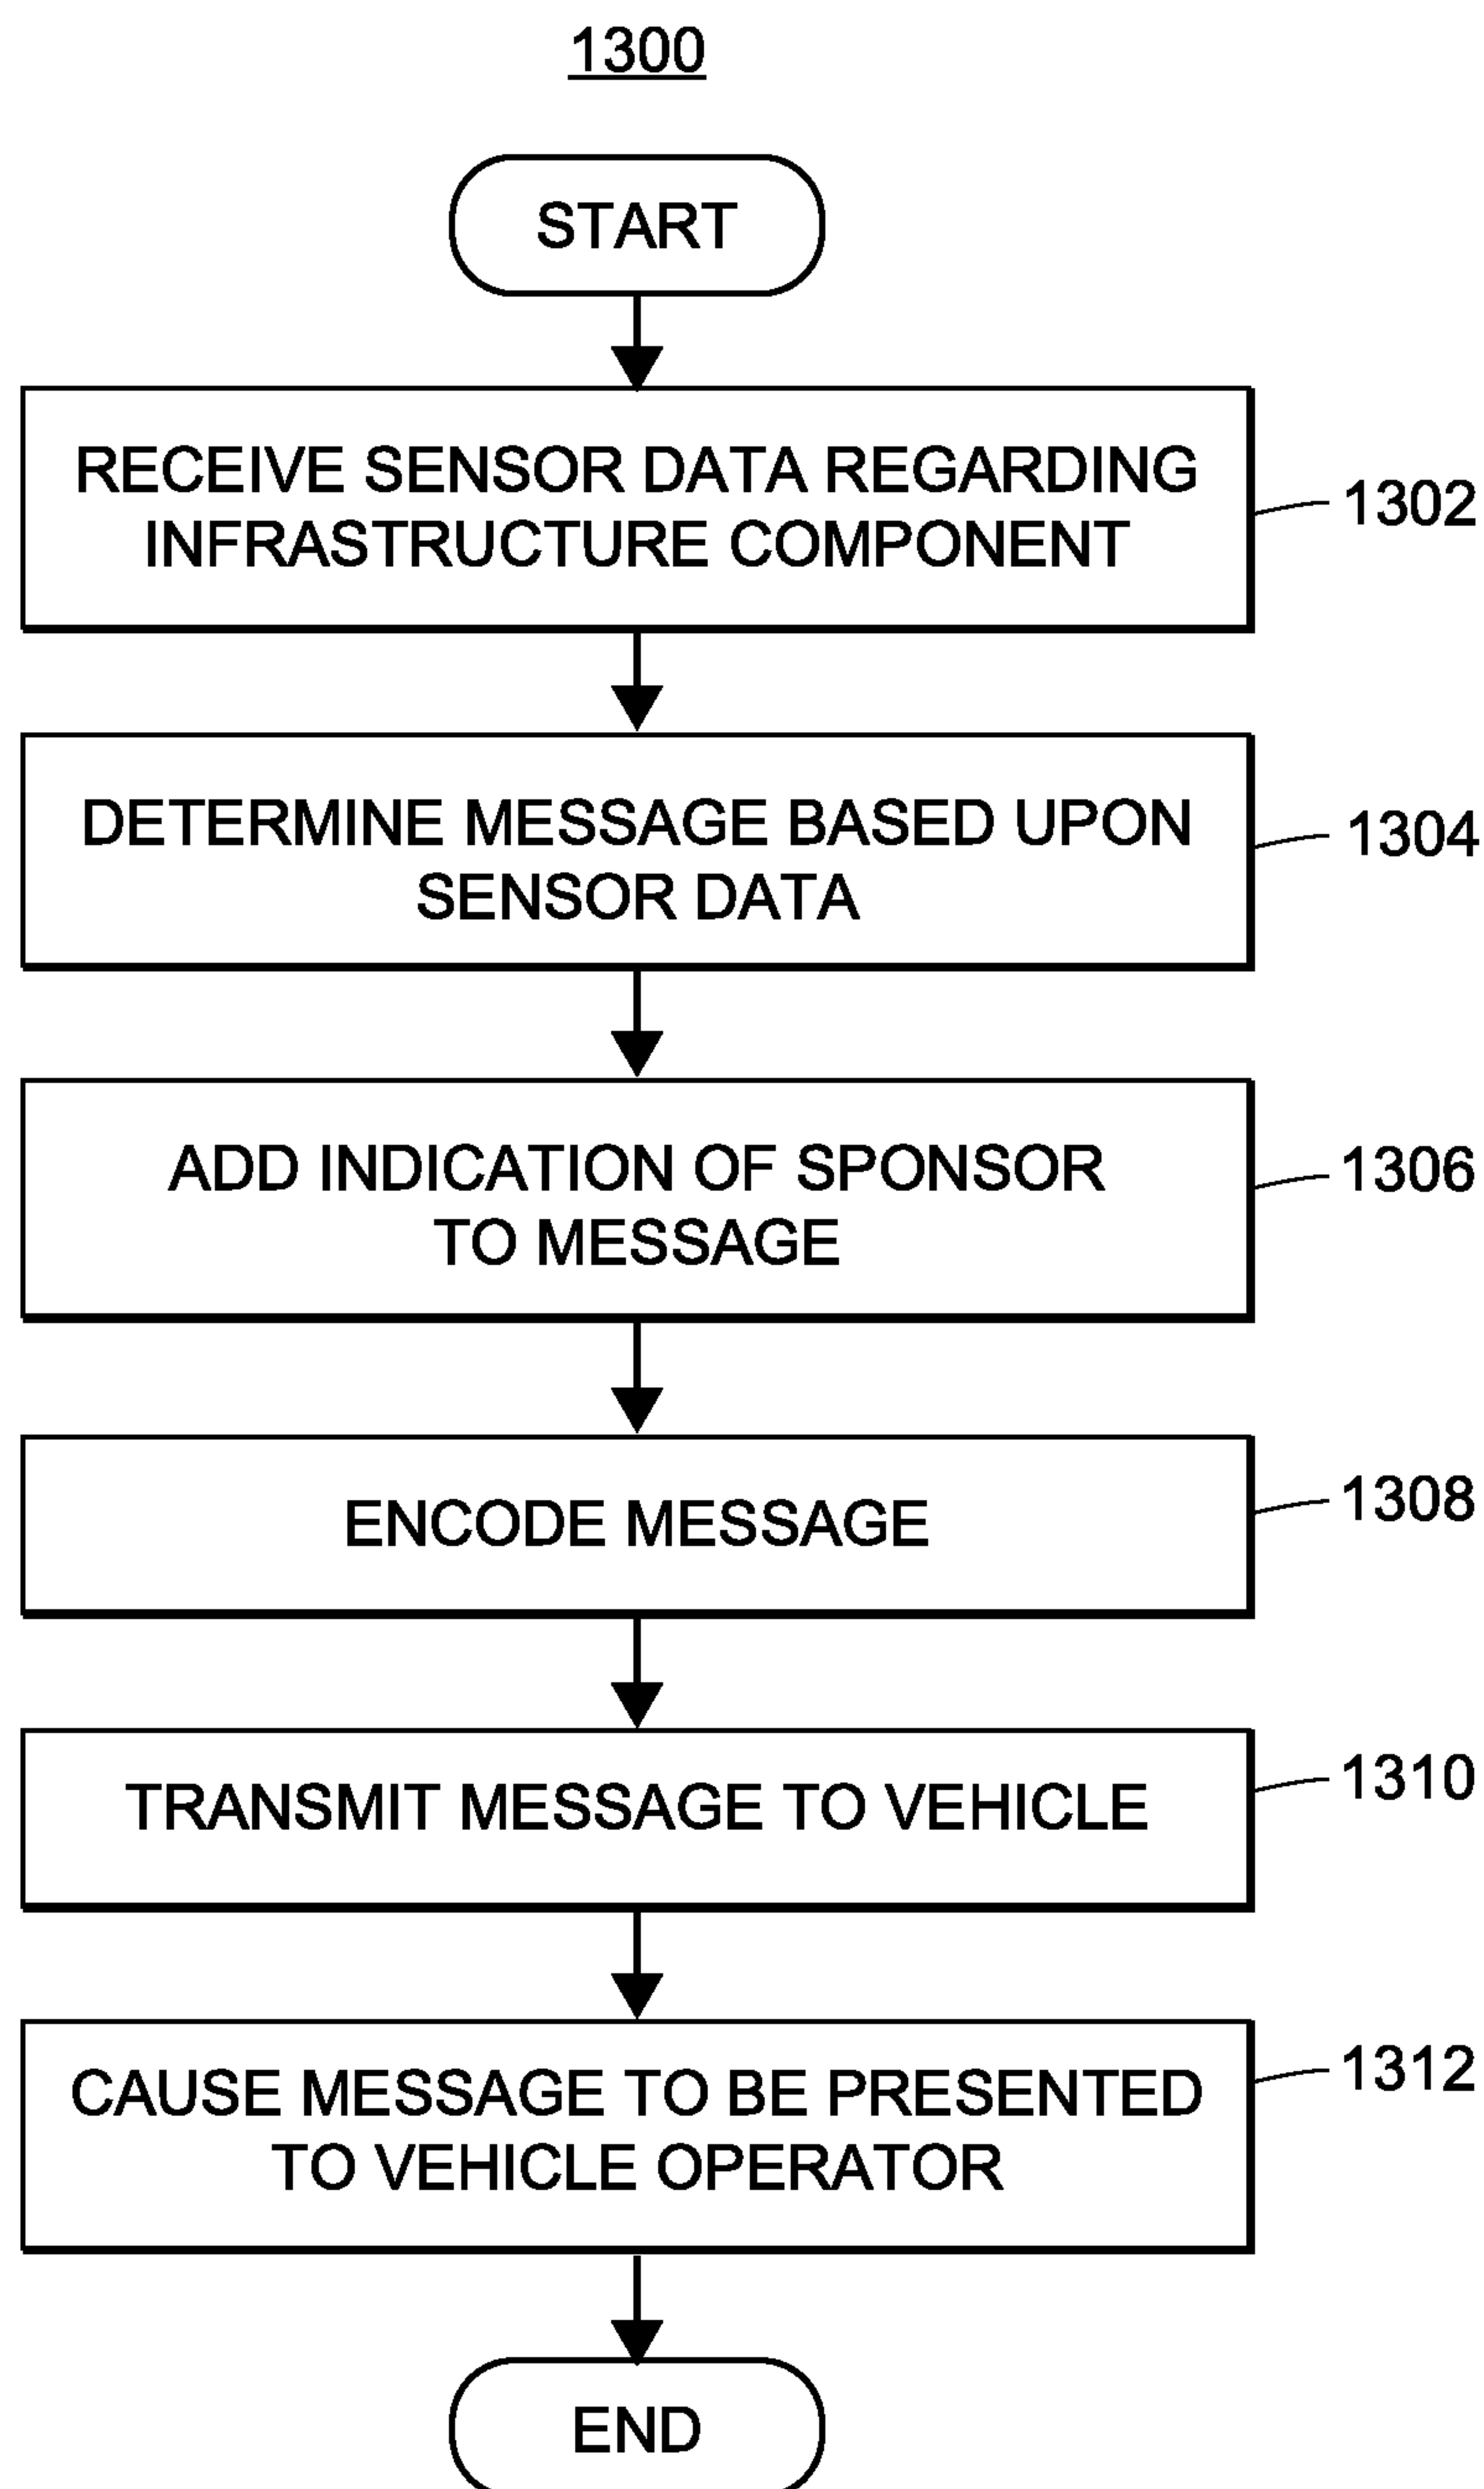 1300
START
RECEIVE SENSOR DATA REGARDING
INFRASTRUCTURE COMPONENT
1302
DETERMINE MESSAGE BASED UPON
SENSOR DATA
1304
ADD INDICATION OF SPONSOR
TO MESSAGE
1306
ENCODE MESSAGE
1308
TRANSMIT MESSAGE TO VEHICLE
1310
CAUSE MESSAGE TO BE PRESENTED
TO VEHICLE OPERATOR
1312
END